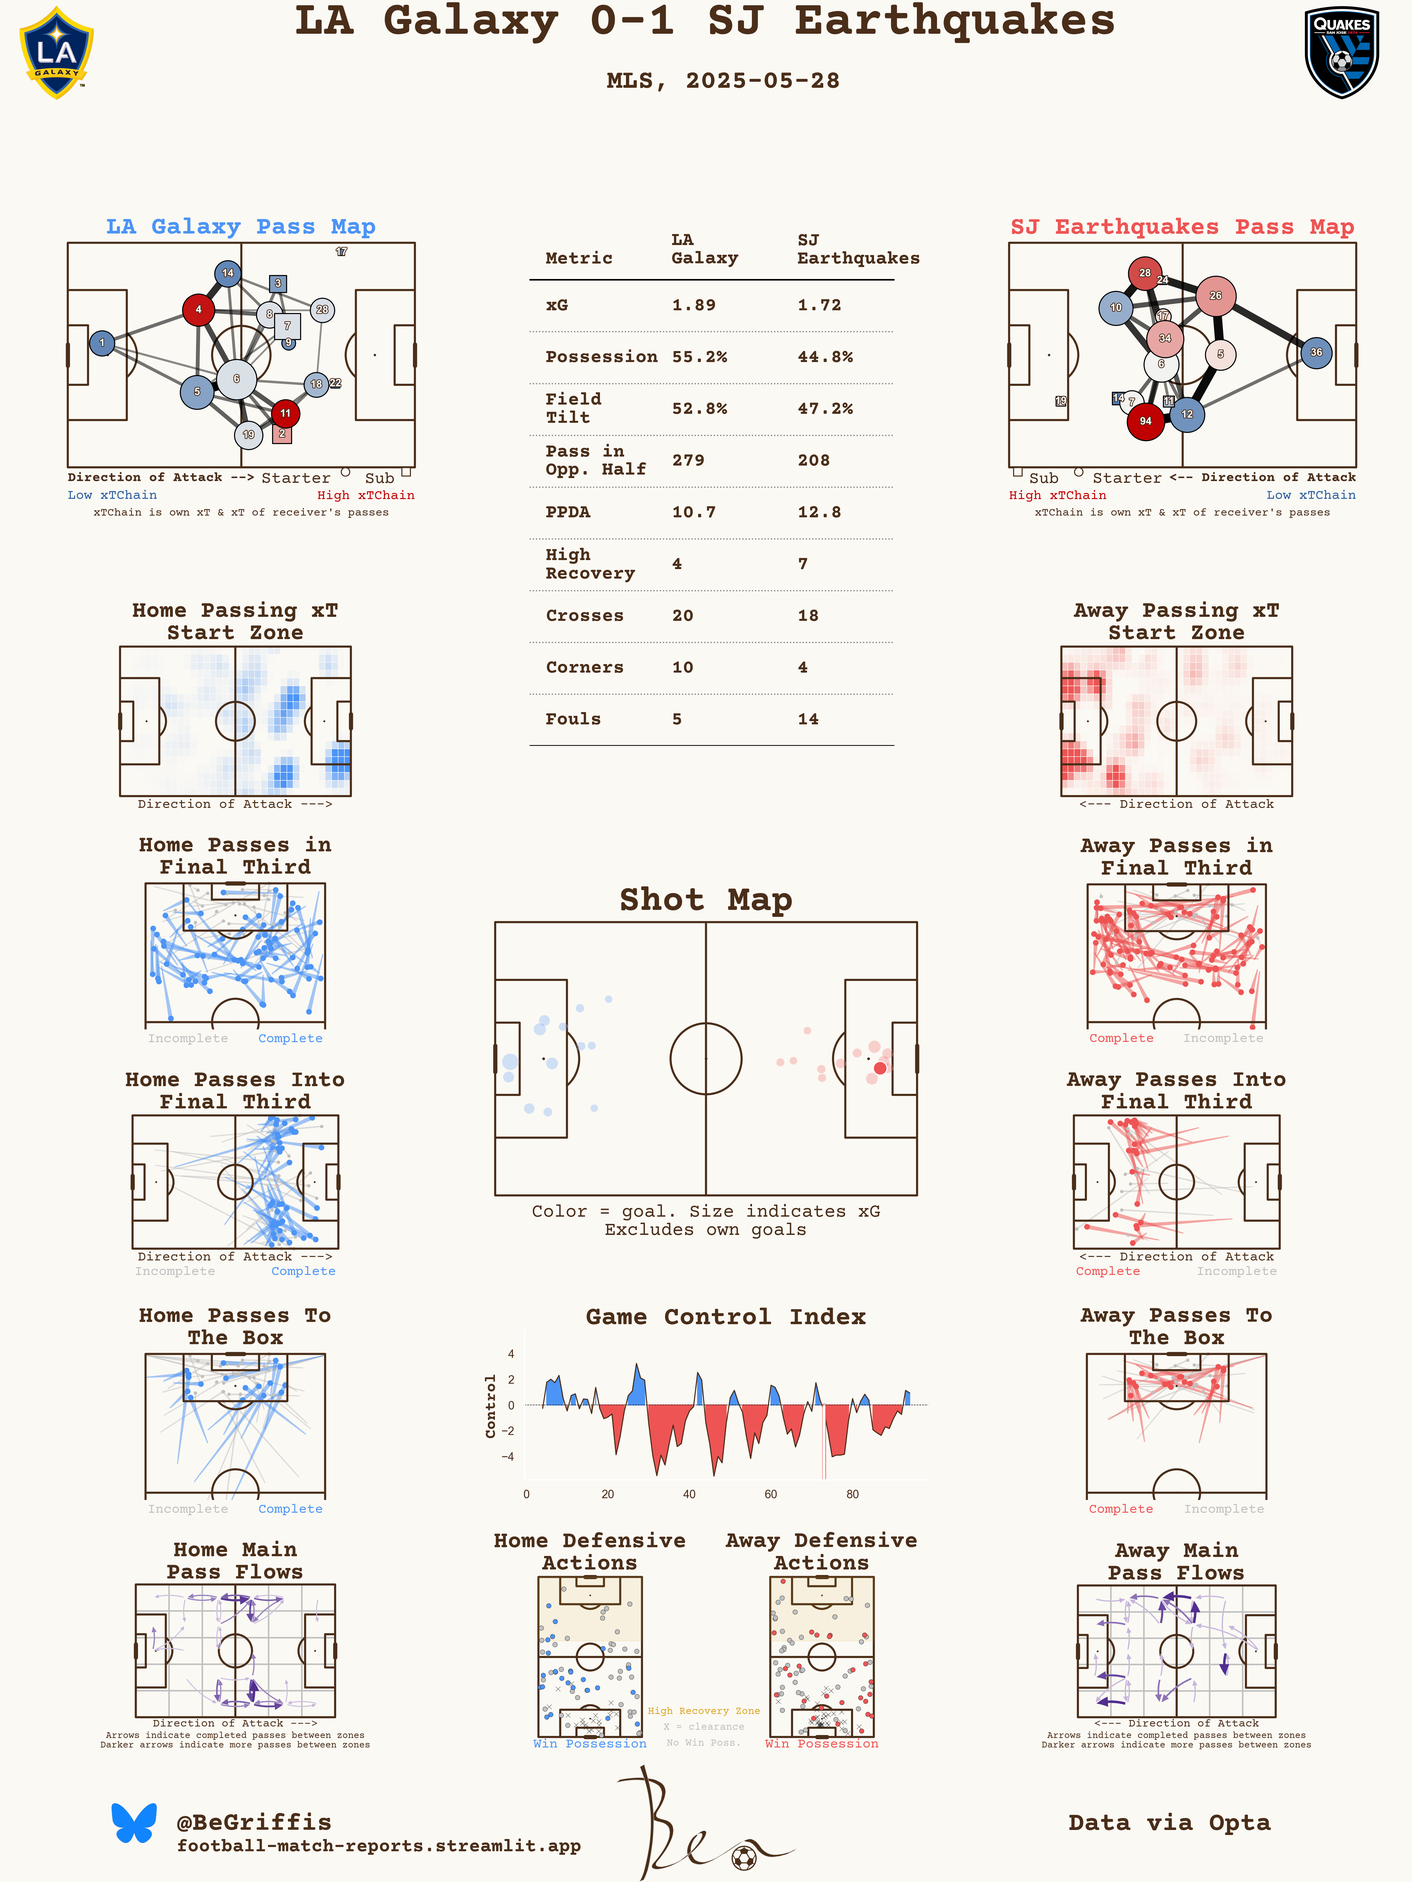 LA Galaxy 0-1 SJ Earthquakes
MLS, 2025-05-28
LA
GALAXY
TM
QUAKES
SAN JOSE 1974
LA Galaxy Pass Map
17
14
3
4
8
7
28
9
1
6
5
18
22
11
19
2
Direction of Attack --> Starter Sub
Low xTChain High xTChain
xTChain is own xT & xT of receiver's passes
Metric LA Galaxy SJ Earthquakes
xG 1.89 1.72
Possession 55.2% 44.8%
Field Tilt 52.8% 47.2%
Pass in Opp. Half 279 208
PPDA 10.7 12.8
High Recovery 4 7
Crosses 20 18
Corners 10 4
Fouls 5 14
SJ Earthquakes Pass Map
28
24
26
10
17
34
6
5
36
19
14
7
11
12
94
Sub Starter <-- Direction of Attack
High xTChain Low xTChain
xTChain is own xT & xT of receiver's passes
Home Passing xT
Start Zone
Direction of Attack --->
Away Passing xT
Start Zone
<--- Direction of Attack
Home Passes in
Final Third
Incomplete Complete
Away Passes in
Final Third
Complete Incomplete
Shot Map
Color = goal. Size indicates xG
Excludes own goals
Home Passes Into
Final Third
Direction of Attack --->
Incomplete Complete
Away Passes Into
Final Third
<--- Direction of Attack
Complete Incomplete
Home Passes To
The Box
Incomplete Complete
Game Control Index
Control
4
2
0
−2
−4
0 20 40 60 80
Away Passes To
The Box
Complete Incomplete
Home Main
Pass Flows
Direction of Attack --->
Arrows indicate completed passes between zones
Darker arrows indicate more passes between zones
Home Defensive
Actions
Win Possession
High Recovery Zone
X = clearance
No Win Poss.
Away Defensive
Actions
Win Possession
Away Main
Pass Flows
<--- Direction of Attack
Arrows indicate completed passes between zones
Darker arrows indicate more passes between zones
@BeGriffis
football-match-reports.streamlit.app
Ben
Data via Opta